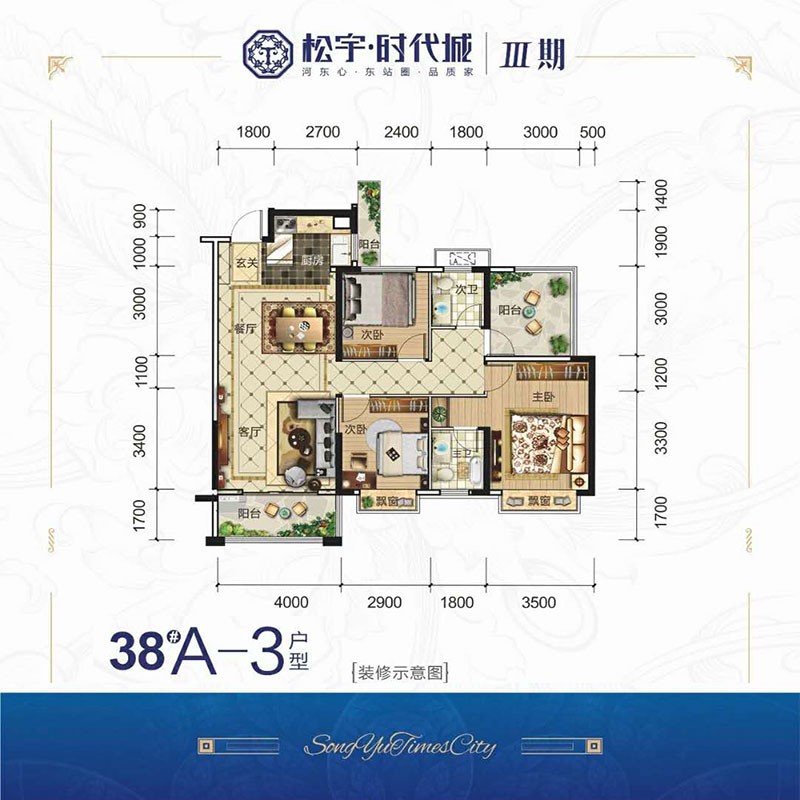 松宇·时代城 Ⅲ期
河东心·东站圈·品质家
1800 2700 2400 1800 3000 500
900 1000 3000 1100 3400 1700
1400 1900 3000 1200 3300 1700
玄关
厨房
阳台
次卫
阳台
餐厅
次卧
主卧
客厅
次卧
主卫
飘窗
飘窗
阳台
4000 2900 1800 3500
38#A-3户型
[装修示意图]
SongYuTimesCity